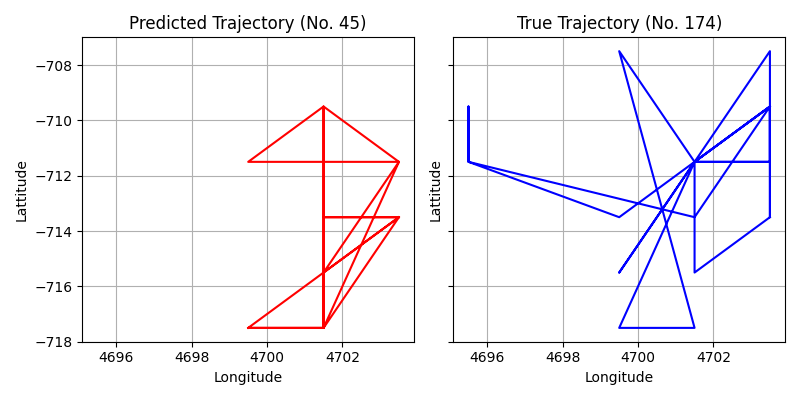 Predicted Trajectory (No. 45)
True Trajectory (No. 174)
Lattitude
−708
−710
−712
−714
−716
−718
4696
4698
4700
4702
Longitude
Lattitude
4696
4698
4700
4702
Longitude